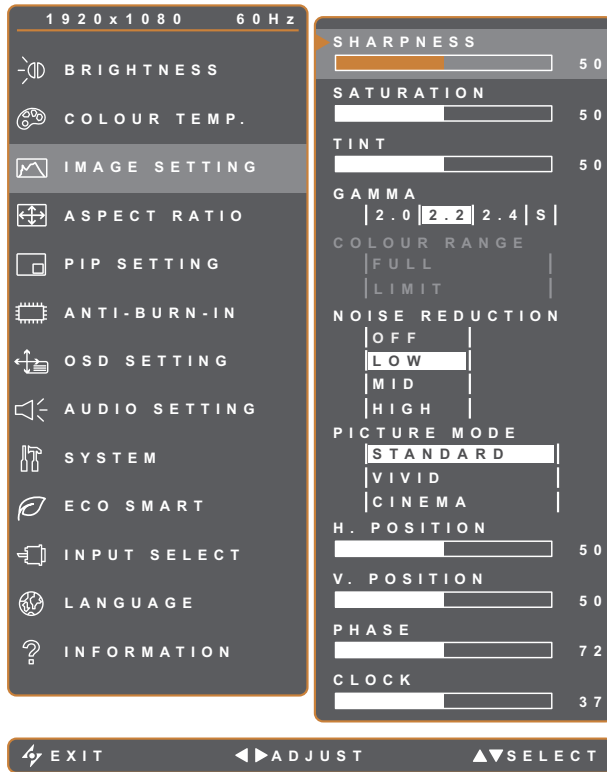 1920x1080 60Hz
BRIGHTNESS
COLOUR TEMP.
IMAGE SETTING
ASPECT RATIO
PIP SETTING
ANTI-BURN-IN
OSD SETTING
AUDIO SETTING
SYSTEM
ECO SMART
INPUT SELECT
LANGUAGE
INFORMATION
SHARPNESS
50
SATURATION
50
TINT
50
GAMMA
2.0 2.2 2.4 S
COLOUR RANGE
FULL
LIMIT
NOISE REDUCTION
OFF
LOW
MID
HIGH
PICTURE MODE
STANDARD
VIVID
CINEMA
H. POSITION
50
V. POSITION
50
PHASE
72
CLOCK
37
EXIT ADJUST SELECT